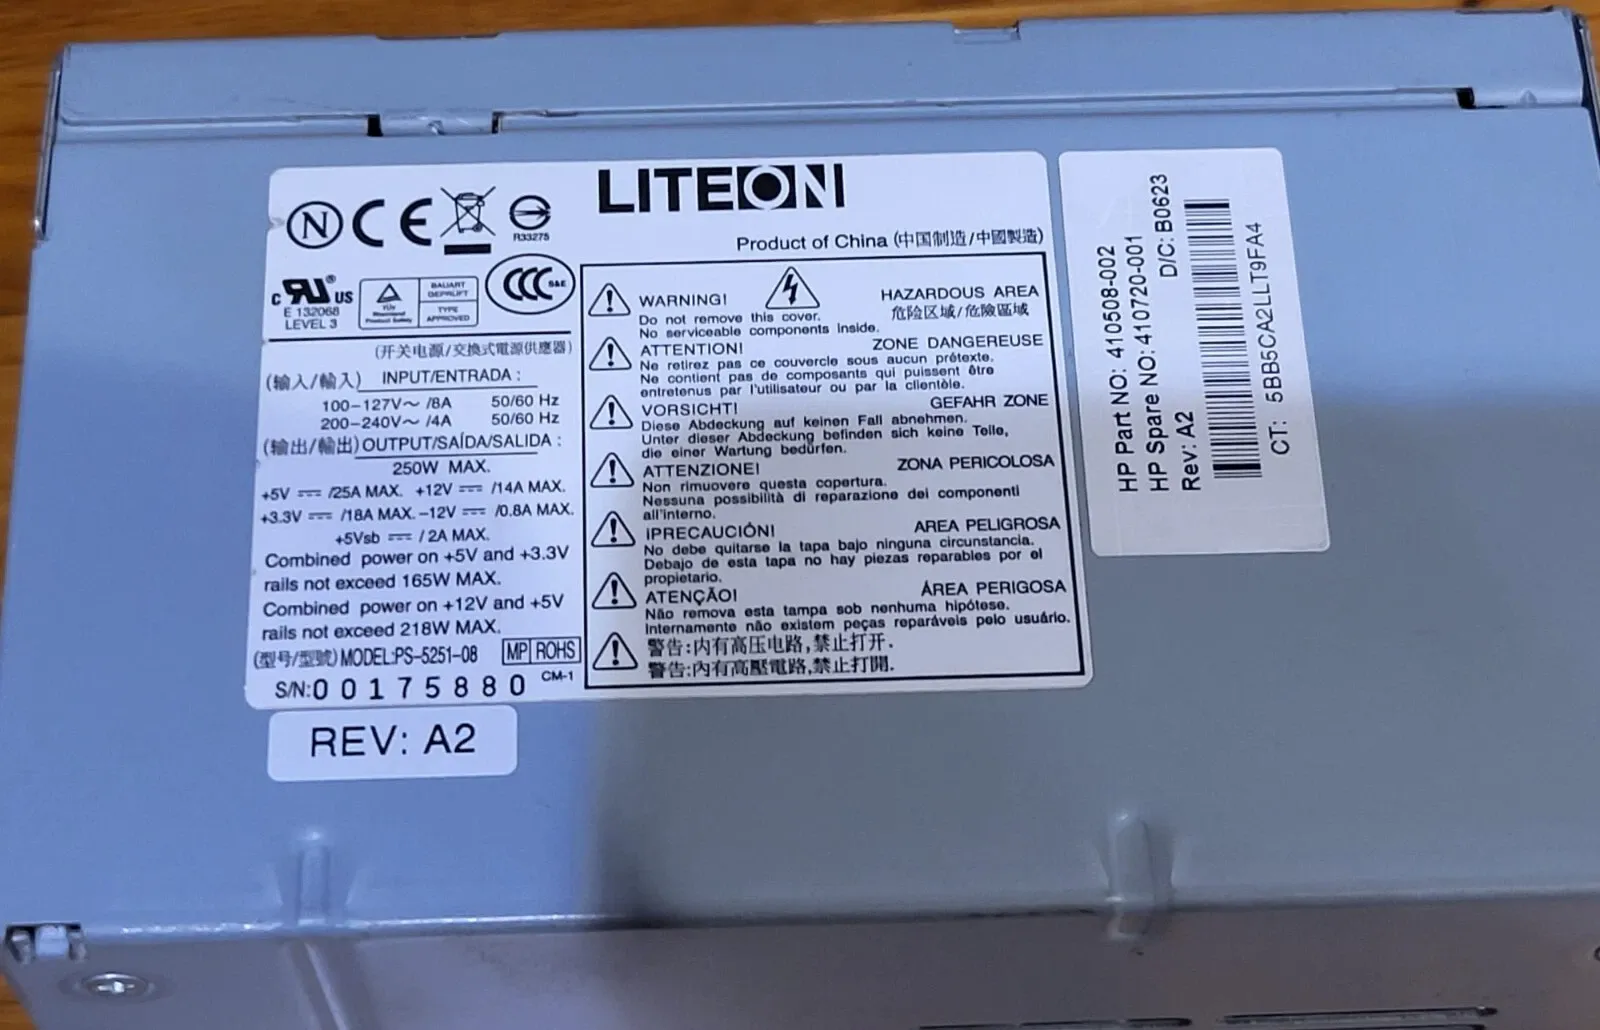 LITEON
N CE
R33275
Product of China (中国制造/中國製造)
c RU US
E 132068
LEVEL 3
TÜV
Rheinland
Product Safety
BAUART
GEPRÜFT
TYPE
APPROVED
CCC S&E
(开关电源/交換式電源供應器)
(输入/輸入) INPUT/ENTRADA :
100-127V~ /8A 50/60 Hz
200-240V~ /4A 50/60 Hz
(输出/輸出) OUTPUT/SAÍDA/SALIDA :
250W MAX.
+5V ⎓ /25A MAX. +12V ⎓ /14A MAX.
+3.3V ⎓ /18A MAX. -12V ⎓ /0.8A MAX.
+5Vsb ⎓ / 2A MAX.
Combined power on +5V and +3.3V
rails not exceed 165W MAX.
Combined power on +12V and +5V
rails not exceed 218W MAX.
(型号/型號) MODEL:PS-5251-08 MP ROHS
S/N:00175880 CM-1
WARNING! HAZARDOUS AREA
Do not remove this cover. 危险区域/危險區域
No serviceable components inside.
ATTENTION! ZONE DANGEREUSE
Ne retirez pas ce couvercle sous aucun prétexte.
Ne contient pas de composants qui puissent être
entretenus par l'utilisateur ou par la clientèle.
VORSICHT! GEFAHR ZONE
Diese Abdeckung auf keinen Fall abnehmen.
Unter dieser Abdeckung befinden sich keine Teile,
die einer Wartung bedürfen.
ATTENZIONE! ZONA PERICOLOSA
Non rimuovere questa copertura.
Nessuna possibilità di reparazione dei componenti
all'interno.
¡PRECAUCIÓN! AREA PELIGROSA
No debe quitarse la tapa bajo ninguna circunstancia.
Debajo de esta tapa no hay piezas reparables por el
propietario.
ATENÇÃO! ÁREA PERIGOSA
Não remova esta tampa sob nenhuma hipótese.
Internamente não existem peças reparáveis pelo usuário.
警告:内有高压电路,禁止打开.
警告:內有高壓電路,禁止打開.
REV: A2
HP Part NO: 410508-002
HP Spare NO:410720-001
Rev: A2 D/C: B0623
CT: 5BB5CA2LLT9FA4